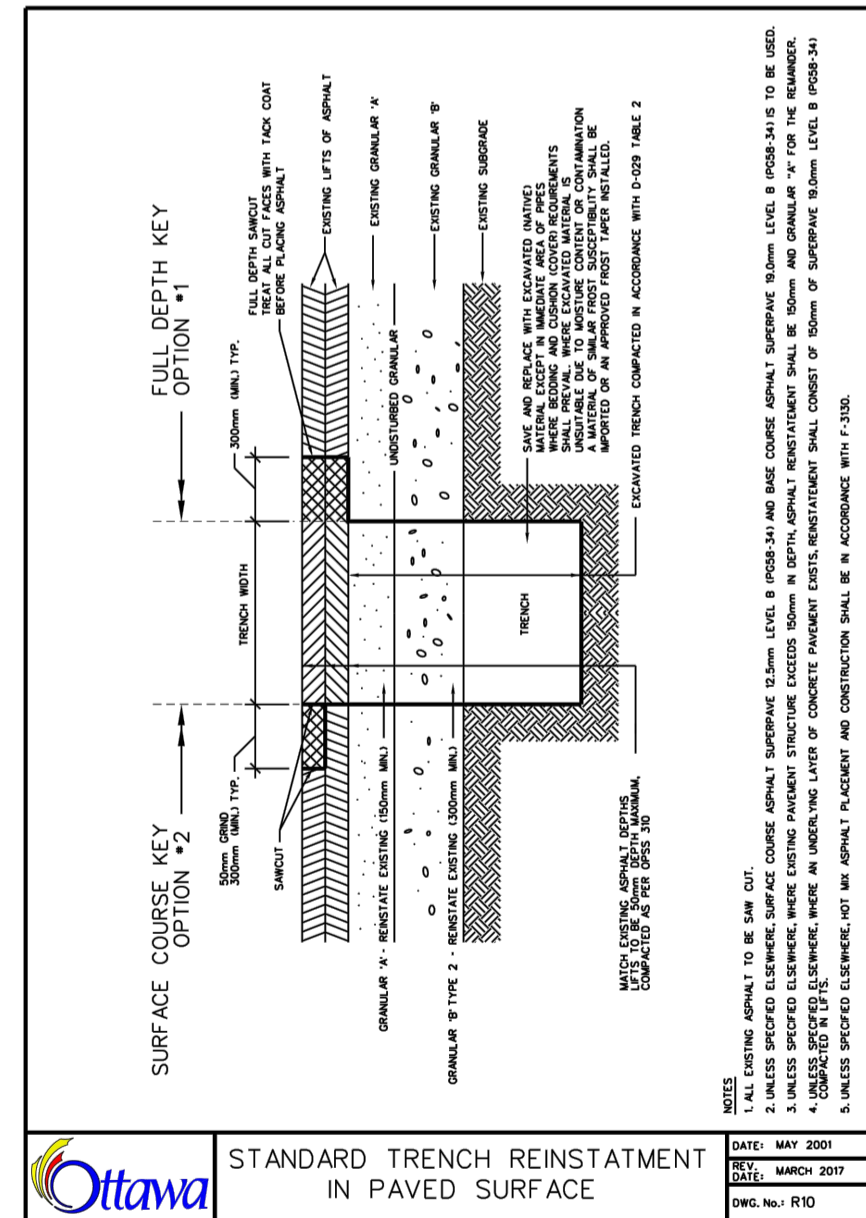 SURFACE COURSE KEY
OPTION #2
FULL DEPTH KEY
OPTION #1
50mm GRIND
300mm (MIN.) TYP.
TRENCH WIDTH
300mm (MIN.) TYP.
SAWCUT
FULL DEPTH SAWCUT
TREAT ALL CUT FACES WITH TACK COAT
BEFORE PLACING ASPHALT
EXISTING LIFTS OF ASPHALT
GRANULAR 'A' - REINSTATE EXISTING (150mm MIN.)
UNDISTURBED GRANULAR
EXISTING GRANULAR 'A'
GRANULAR 'B' TYPE 2 - REINSTATE EXISTING (300mm MIN.)
EXISTING GRANULAR 'B'
EXISTING SUBGRADE
TRENCH
SAVE AND REPLACE WITH EXCAVATED (NATIVE)
MATERIAL EXCEPT IN IMMEDIATE AREA OF PIPES
WHERE BEDDING AND CUSHION (COVER) REQUIREMENTS
SHALL PREVAIL. WHERE EXCAVATED MATERIAL IS
UNSUITABLE DUE TO MOISTURE CONTENT OR CONTAMINATION
A MATERIAL OF SIMILAR FROST SUSCEPTIBILITY SHALL BE
IMPORTED OR AN APPROVED FROST TAPER INSTALLED.
MATCH EXISTING ASPHALT DEPTHS
LIFTS TO BE 50mm DEPTH MAXIMUM,
COMPACTED AS PER OPSS 310
EXCAVATED TRENCH COMPACTED IN ACCORDANCE WITH D-029 TABLE 2
NOTES
1. ALL EXISTING ASPHALT TO BE SAW CUT.
2. UNLESS SPECIFIED ELSEWHERE, SURFACE COURSE ASPHALT SUPERPAVE 12.5mm LEVEL B (PG58-34) AND BASE COURSE ASPHALT SUPERPAVE 19.0mm LEVEL B (PG58-34) IS TO BE USED.
3. UNLESS SPECIFIED ELSEWHERE, WHERE EXISTING PAVEMENT STRUCTURE EXCEEDS 150mm IN DEPTH, ASPHALT REINSTATEMENT SHALL BE 150mm AND GRANULAR "A" FOR THE REMAINDER.
4. UNLESS SPECIFIED ELSEWHERE, WHERE AN UNDERLYING LAYER OF CONCRETE PAVEMENT EXISTS, REINSTATEMENT SHALL CONSIST OF 150mm OF SUPERPAVE 19.0mm LEVEL B (PG58-34)
COMPACTED IN LIFTS.
5. UNLESS SPECIFIED ELSEWHERE, HOT MIX ASPHALT PLACEMENT AND CONSTRUCTION SHALL BE IN ACCORDANCE WITH F-3130.
Ottawa
STANDARD TRENCH REINSTATMENT
IN PAVED SURFACE
DATE: MAY 2001
REV.
DATE: MARCH 2017
DWG. No.: R10